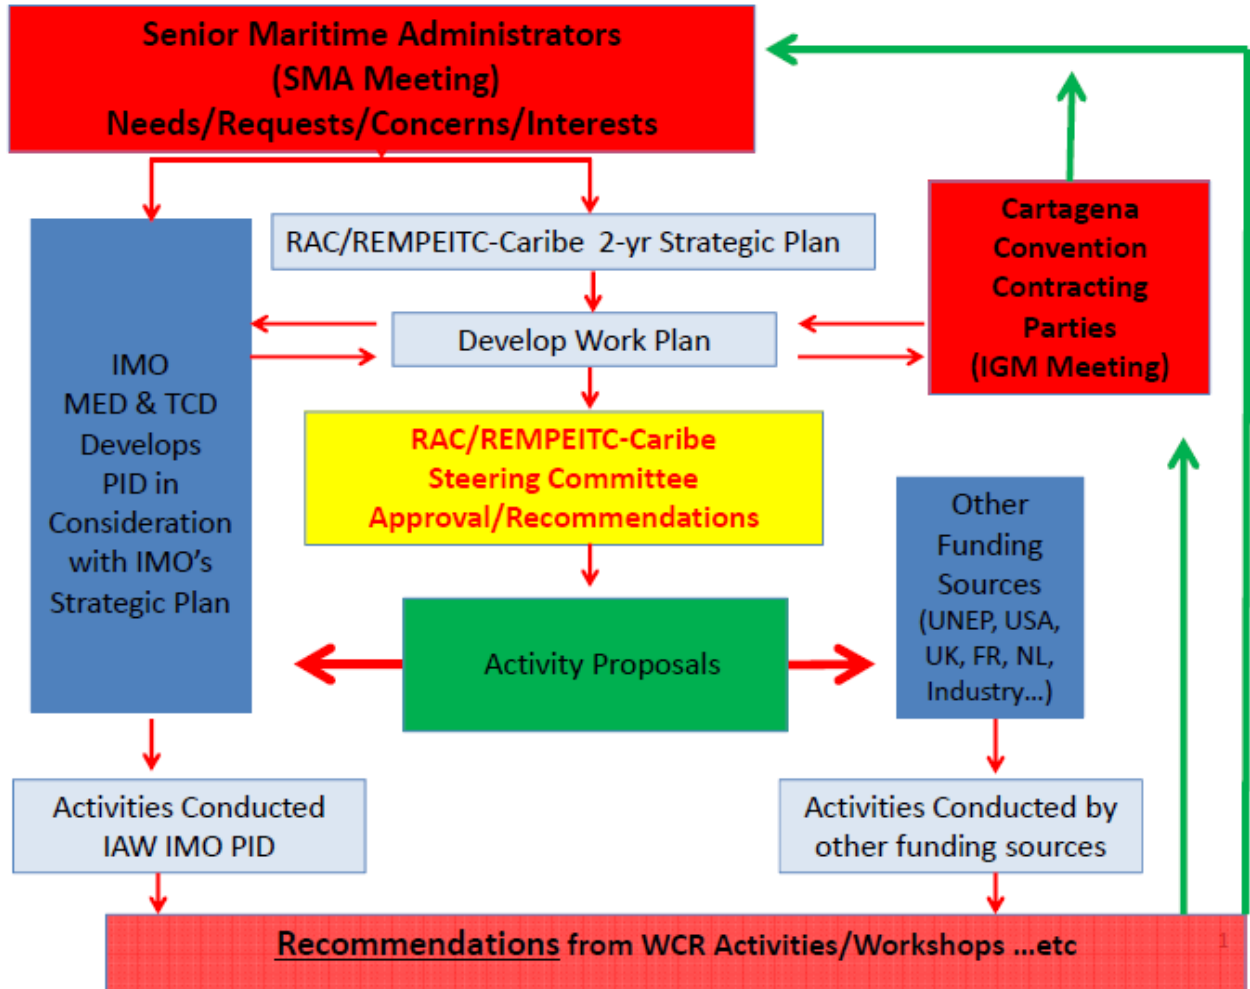 Senior Maritime Administrators
(SMA Meeting)
Needs/Requests/Concerns/Interests
RAC/REMPEITC-Caribe 2-yr Strategic Plan
Cartagena
Convention
Contracting
Parties
(IGM Meeting)
Develop Work Plan
IMO
MED & TCD
Develops
PID in
Consideration
with IMO's
Strategic Plan
RAC/REMPEITC-Caribe
Steering Committee
Approval/Recommendations
Other
Funding
Sources
(UNEP, USA,
UK, FR, NL,
Industry...)
Activity Proposals
Activities Conducted
IAW IMO PID
Activities Conducted by
other funding sources
Recommendations from WCR Activities/Workshops ...etc
1